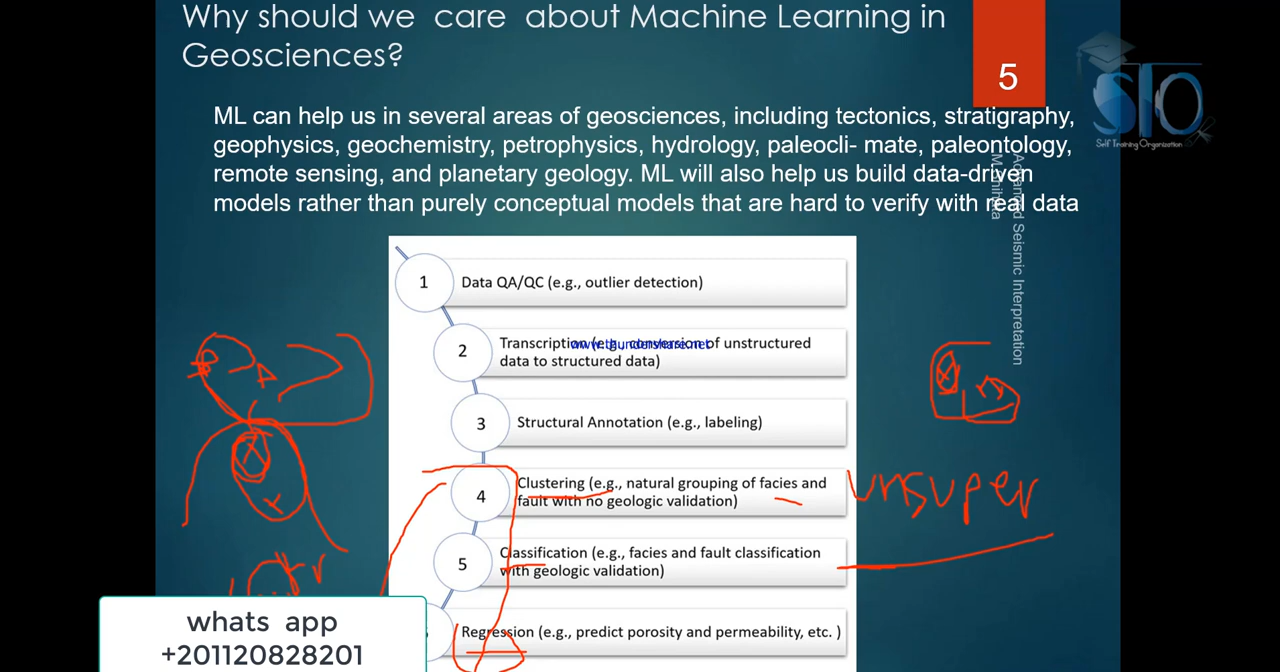 Why should we care about Machine Learning in
Geosciences?
5
STO
Self Training Organization
ML can help us in several areas of geosciences, including tectonics, stratigraphy,
geophysics, geochemistry, petrophysics, hydrology, paleocli- mate, paleontology,
remote sensing, and planetary geology. ML will also help us build data-driven
models rather than purely conceptual models that are hard to verify with real data
Advanced Seismic Interpretation
1
Data QA/QC (e.g., outlier detection)
2
Transcription (e.g., conversion of unstructured
data to structured data)
www.thundershare.net
3
Structural Annotation (e.g., labeling)
4
Clustering (e.g., natural grouping of facies and
fault with no geologic validation)
unsuper
5
Classification (e.g., facies and fault classification
with geologic validation)
Regression (e.g., predict porosity and permeability, etc. )
whats app
+201120828201